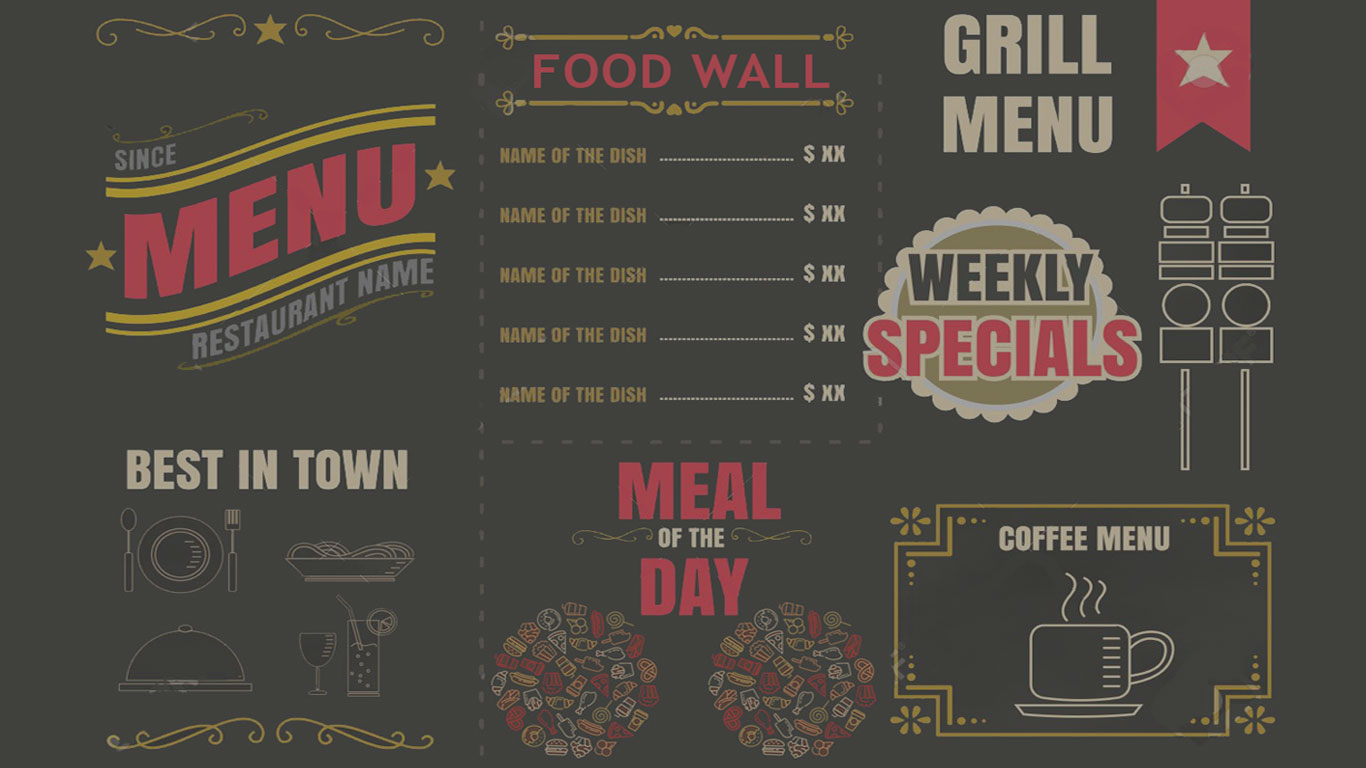 SINCE
MENU
RESTAURANT NAME
BEST IN TOWN
FOOD WALL
NAME OF THE DISH ........................ $ XX
NAME OF THE DISH ........................ $ XX
NAME OF THE DISH ........................ $ XX
NAME OF THE DISH ........................ $ XX
NAME OF THE DISH ........................ $ XX
MEAL
OF THE
DAY
GRILL
MENU
WEEKLY
SPECIALS
COFFEE MENU